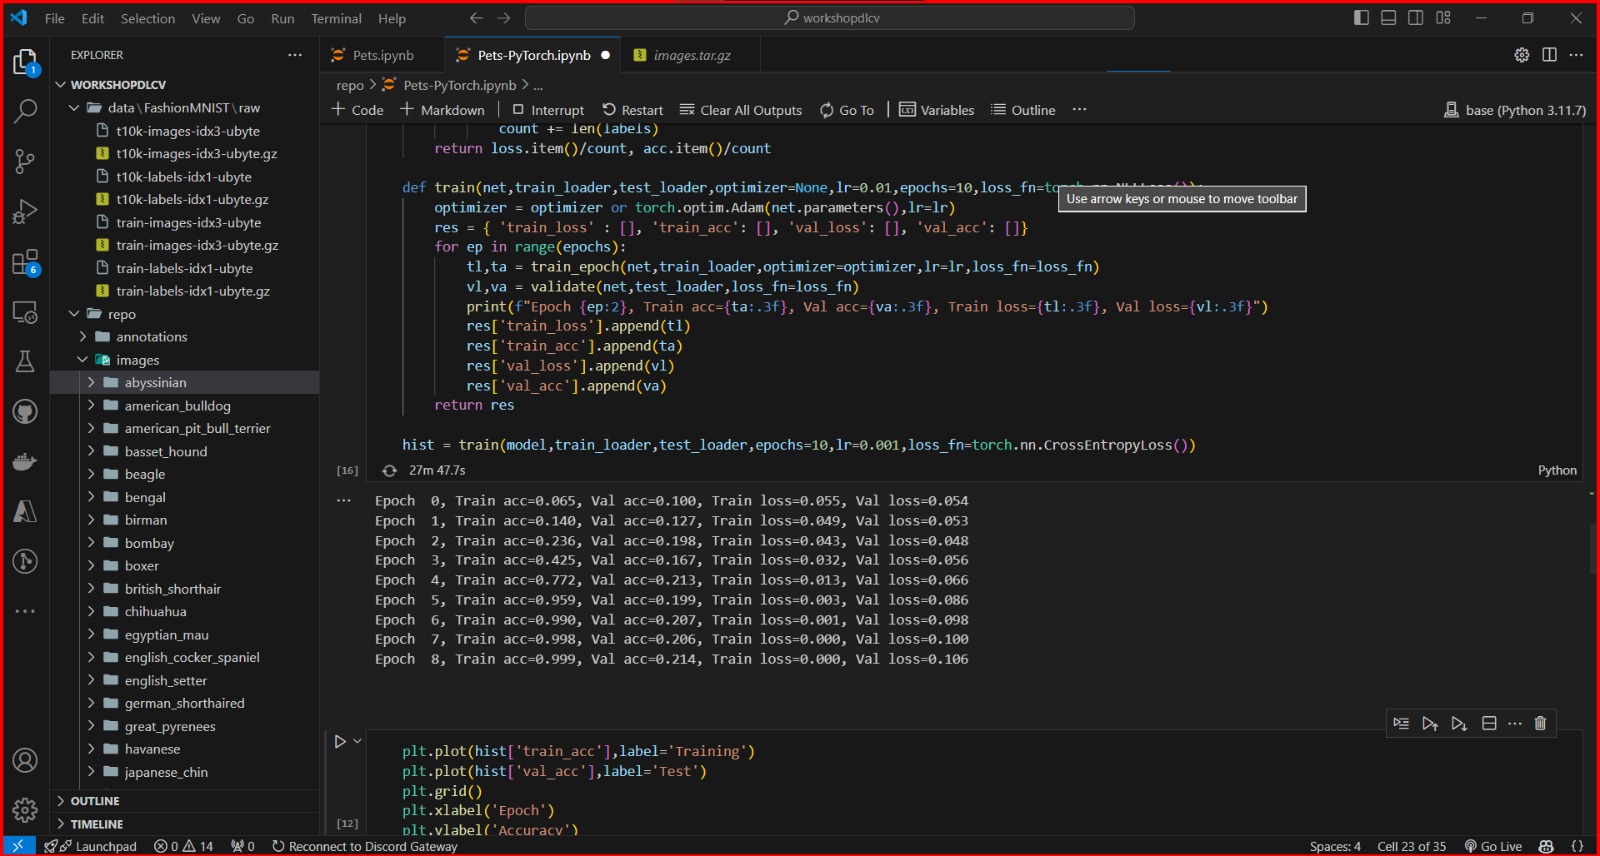 File Edit Selection View Go Run Terminal Help
workshopdlcv
EXPLORER
Pets.ipynb
Pets-PyTorch.ipynb
images.tar.gz
1
WORKSHOPDLCV
data\FashionMNIST\raw
t10k-images-idx3-ubyte
t10k-images-idx3-ubyte.gz
t10k-labels-idx1-ubyte
t10k-labels-idx1-ubyte.gz
train-images-idx3-ubyte
train-images-idx3-ubyte.gz
train-labels-idx1-ubyte
train-labels-idx1-ubyte.gz
6
repo
annotations
images
abyssinian
american_bulldog
american_pit_bull_terrier
basset_hound
beagle
bengal
birman
bombay
boxer
british_shorthair
chihuahua
egyptian_mau
english_cocker_spaniel
english_setter
german_shorthaired
great_pyrenees
havanese
japanese_chin
OUTLINE
TIMELINE
repo > Pets-PyTorch.ipynb > ...
+ Code + Markdown Interrupt Restart Clear All Outputs Go To Variables Outline ... base (Python 3.11.7)
count += len(labels)
return loss.item()/count, acc.item()/count
def train(net,train_loader,test_loader,optimizer=None,lr=0.01,epochs=10,loss_fn=torch.nn.NLLLoss()):
Use arrow keys or mouse to move toolbar
optimizer = optimizer or torch.optim.Adam(net.parameters(),lr=lr)
res = { 'train_loss' : [], 'train_acc': [], 'val_loss': [], 'val_acc': []}
for ep in range(epochs):
tl,ta = train_epoch(net,train_loader,optimizer=optimizer,lr=lr,loss_fn=loss_fn)
vl,va = validate(net,test_loader,loss_fn=loss_fn)
print(f"Epoch {ep:2}, Train acc={ta:.3f}, Val acc={va:.3f}, Train loss={tl:.3f}, Val loss={vl:.3f}")
res['train_loss'].append(tl)
res['train_acc'].append(ta)
res['val_loss'].append(vl)
res['val_acc'].append(va)
return res
hist = train(model,train_loader,test_loader,epochs=10,lr=0.001,loss_fn=torch.nn.CrossEntropyLoss())
[16] 27m 47.7s Python
Epoch  0, Train acc=0.065, Val acc=0.100, Train loss=0.055, Val loss=0.054
Epoch  1, Train acc=0.140, Val acc=0.127, Train loss=0.049, Val loss=0.053
Epoch  2, Train acc=0.236, Val acc=0.198, Train loss=0.043, Val loss=0.048
Epoch  3, Train acc=0.425, Val acc=0.167, Train loss=0.032, Val loss=0.056
Epoch  4, Train acc=0.772, Val acc=0.213, Train loss=0.013, Val loss=0.066
Epoch  5, Train acc=0.959, Val acc=0.199, Train loss=0.003, Val loss=0.086
Epoch  6, Train acc=0.990, Val acc=0.207, Train loss=0.001, Val loss=0.098
Epoch  7, Train acc=0.998, Val acc=0.206, Train loss=0.000, Val loss=0.100
Epoch  8, Train acc=0.999, Val acc=0.214, Train loss=0.000, Val loss=0.106
plt.plot(hist['train_acc'],label='Training')
plt.plot(hist['val_acc'],label='Test')
plt.grid()
plt.xlabel('Epoch')
plt.ylabel('Accuracy')
[12]
Launchpad 0 14 0 Reconnect to Discord Gateway Spaces: 4 Cell 23 of 35 Go Live {}